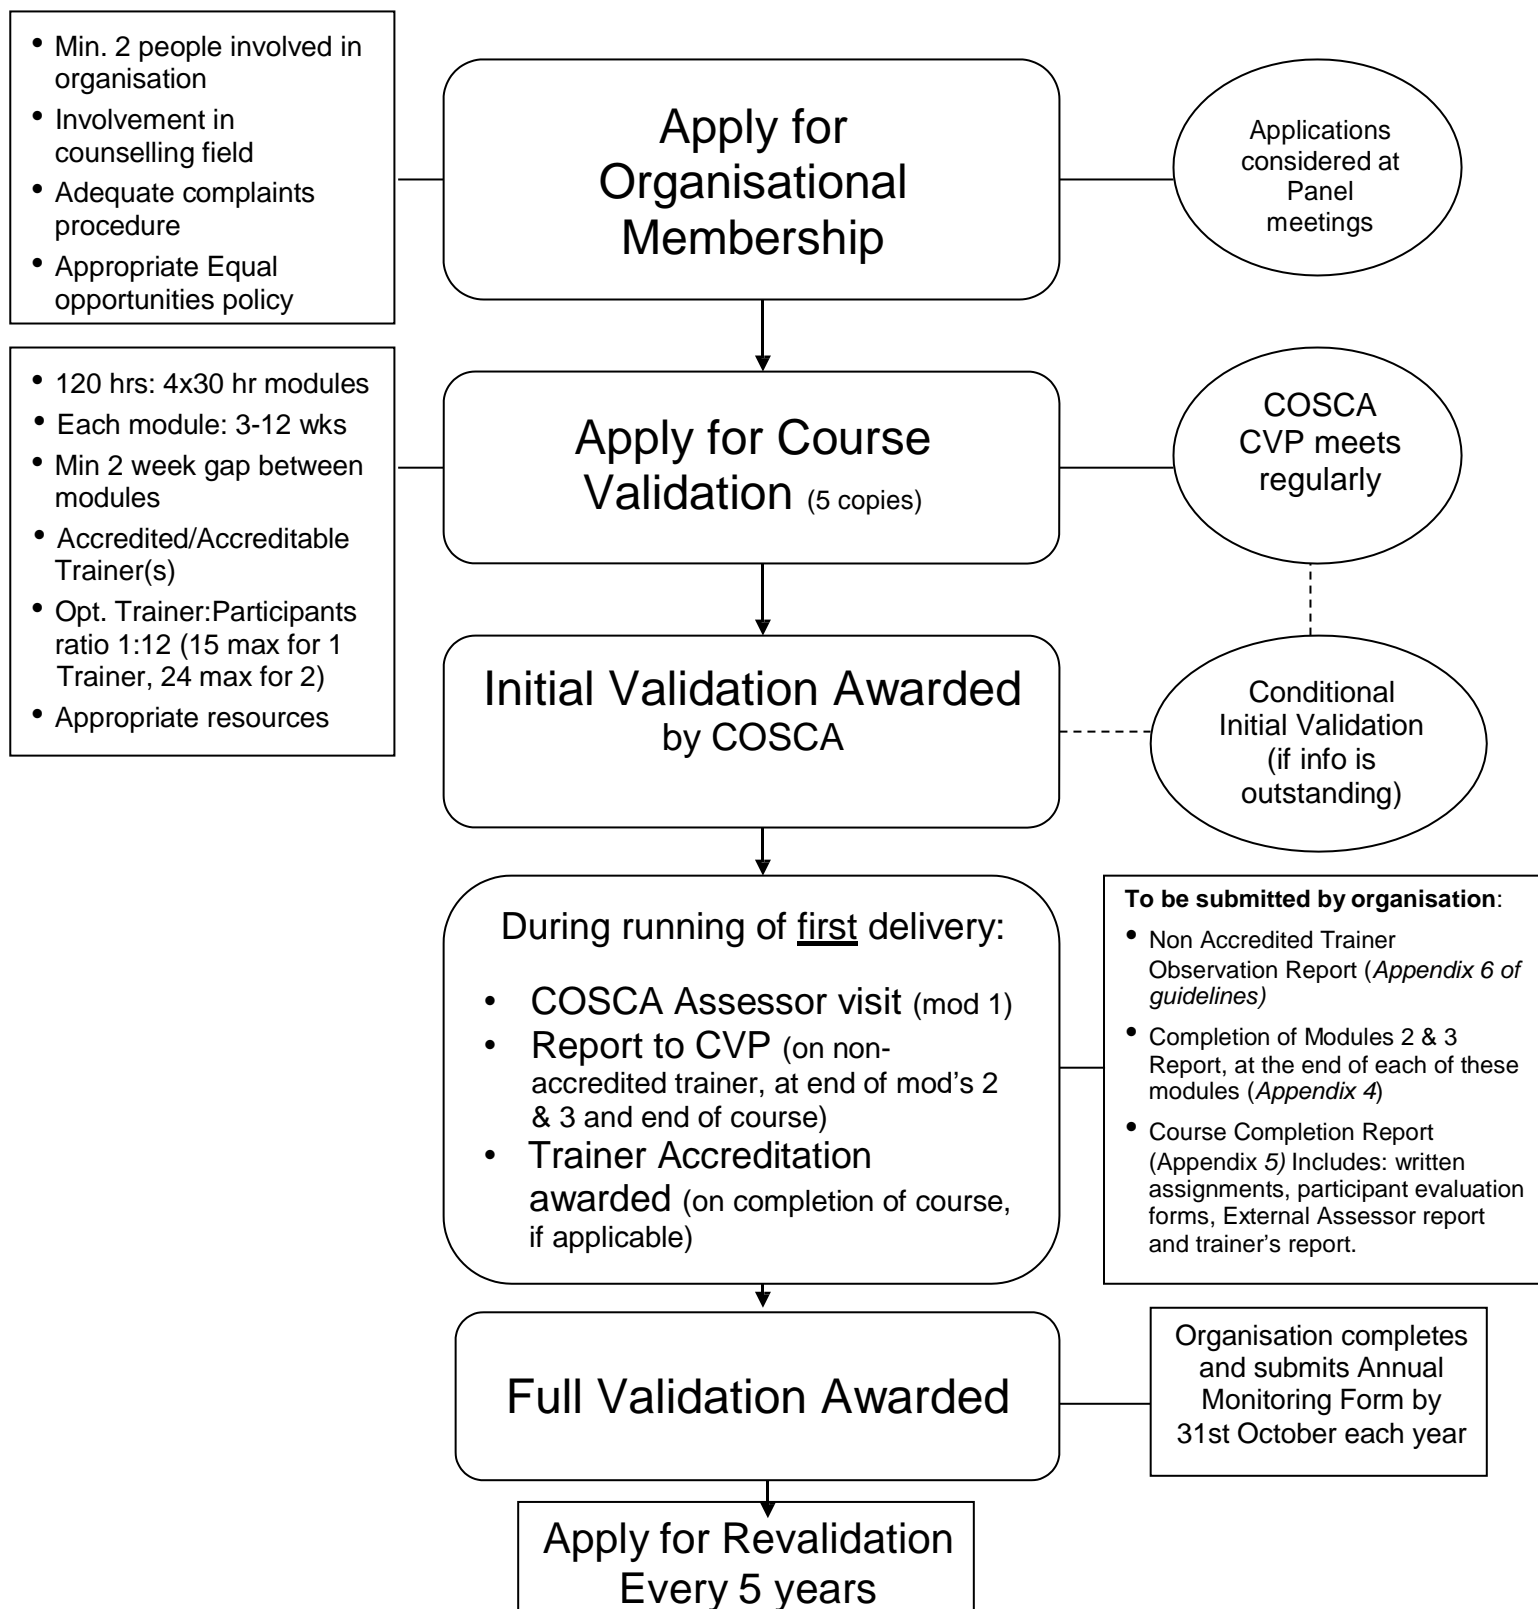 • Min. 2 people involved in
organisation
• Involvement in
counselling field
• Adequate complaints
procedure
• Appropriate Equal
opportunities policy
Apply for
Organisational
Membership
Applications
considered at
Panel
meetings
• 120 hrs: 4x30 hr modules
• Each module: 3-12 wks
• Min 2 week gap between
modules
• Accredited/Accreditable
Trainer(s)
• Opt. Trainer:Participants
ratio 1:12 (15 max for 1
Trainer, 24 max for 2)
• Appropriate resources
Apply for Course
Validation (5 copies)
COSCA
CVP meets
regularly
Initial Validation Awarded
by COSCA
Conditional
Initial Validation
(if info is
outstanding)
During running of first delivery:
• COSCA Assessor visit (mod 1)
• Report to CVP (on non-
accredited trainer, at end of mod's 2
& 3 and end of course)
• Trainer Accreditation
awarded (on completion of course,
if applicable)
To be submitted by organisation:
• Non Accredited Trainer
Observation Report (Appendix 6 of
guidelines)
• Completion of Modules 2 & 3
Report, at the end of each of these
modules (Appendix 4)
• Course Completion Report
(Appendix 5) Includes: written
assignments, participant evaluation
forms, External Assessor report
and trainer's report.
Full Validation Awarded
Organisation completes
and submits Annual
Monitoring Form by
31st October each year
Apply for Revalidation
Every 5 years